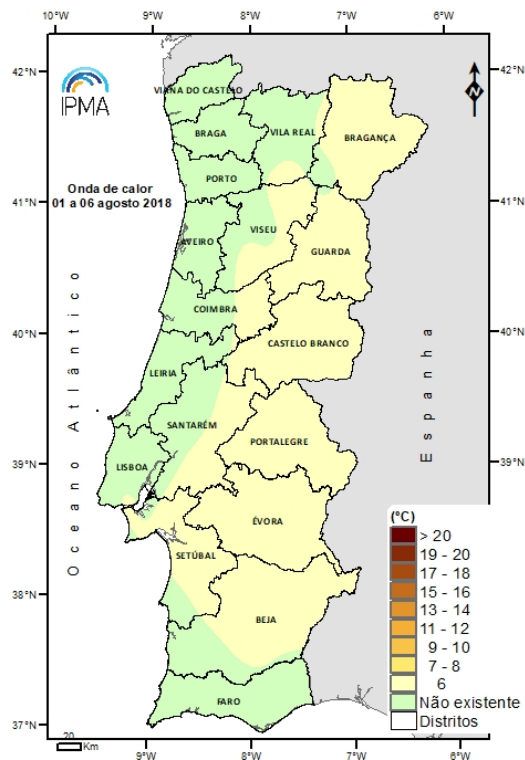 10°W 9°W 8°W 7°W 6°W
42°N 42°N
IPMA
N
VIANA DO CASTELO
BRAGA
VILA REAL
BRAGANÇA
PORTO
41°N 41°N
Onda de calor
01 a 06 agosto 2018
AVEIRO
VISEU
GUARDA
COIMBRA
40°N 40°N
CASTELO BRANCO
LEIRIA
SANTARÉM
PORTALEGRE
Oceano Atlântico
Espanha
39°N 39°N
LISBOA
ÉVORA
SETÚBAL
38°N 38°N
BEJA
FARO
37°N 37°N
(ºC)
> 20
19 - 20
17 - 18
15 - 16
13 - 14
11 - 12
9 - 10
7 - 8
6
Não existente
Distritos
20
Km
9°W 8°W 7°W 6°W